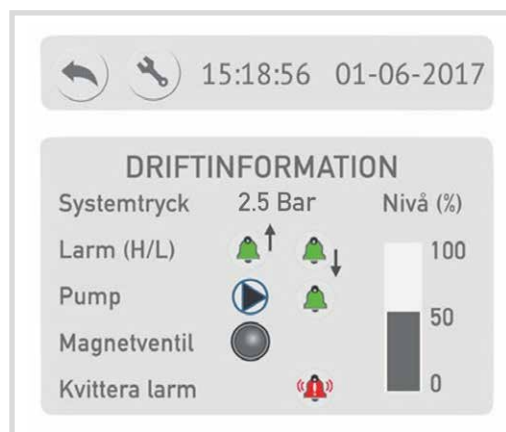 15:18:56 01-06-2017
DRIFTINFORMATION
Systemtryck 2.5 Bar Nivå (%)
Larm (H/L) 100
Pump
50
Magnetventil
Kvittera larm 0